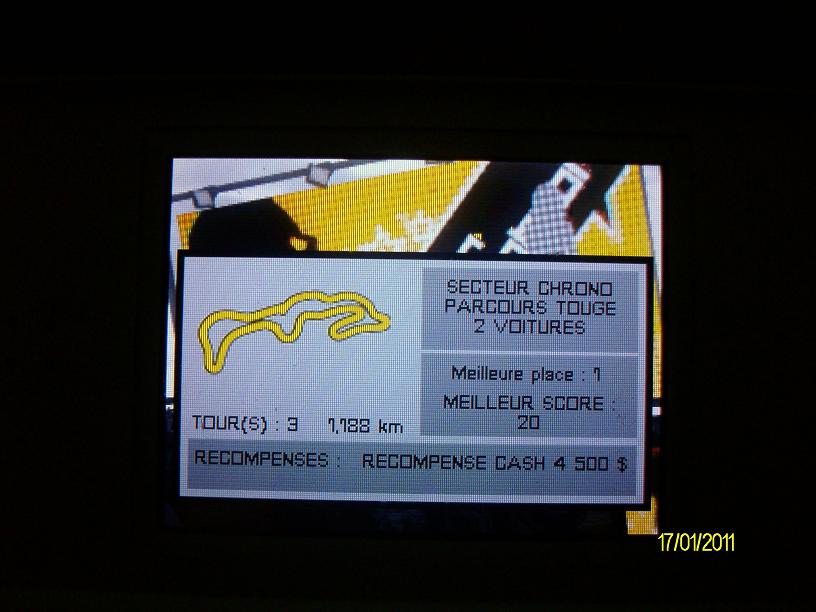 SECTEUR CHRONO
PARCOURS TOUGE
2 VOITURES
Meilleure place : 1
MEILLEUR SCORE :
20
TOUR(S) : 3 1,188 km
RECOMPENSES : RECOMPENSE CASH 4 500 $
17/01/2011